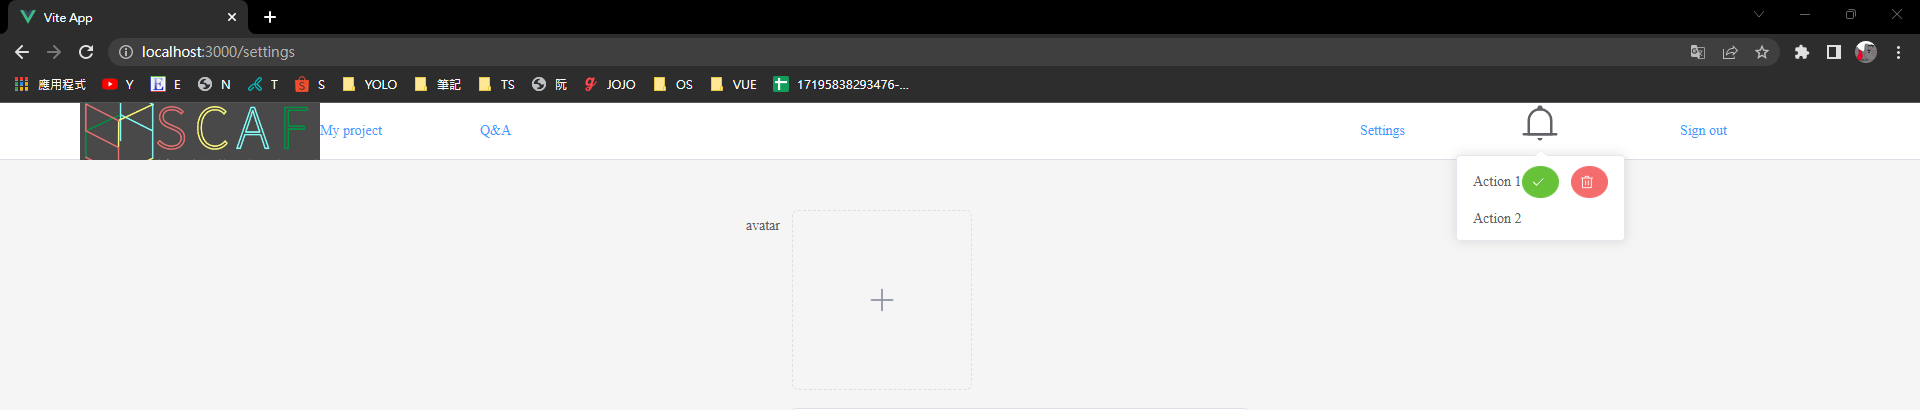 Vite App
localhost:3000/settings
應用程式 Y E N T S YOLO 筆記 TS 阮 JOJO OS VUE 17195838293476-...
SCAF My project Q&A Settings Sign out
Action 1
Action 2
avatar